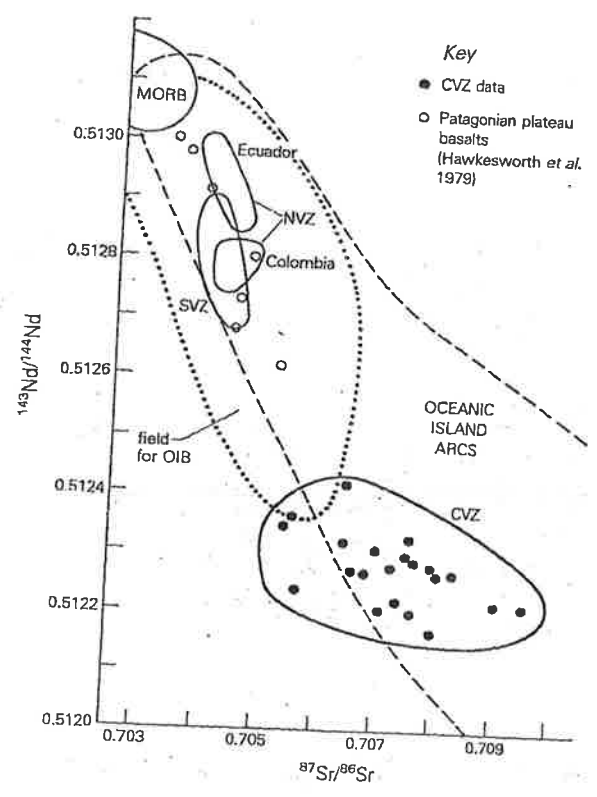 Key
CVZ data
Patagonian plateau
basalts
(Hawkesworth et al.
1979)
MORB
0.5130
Ecuador
NVZ
0.5128
Colombia
SVZ
¹⁴³Nd/¹⁴⁴Nd
0.5126
OCEANIC
ISLAND
ARCS
field
for OIB
0.5124
CVZ
0.5122
0.5120
0.703
0.705
0.707
0.709
⁸⁷Sr/⁸⁶Sr